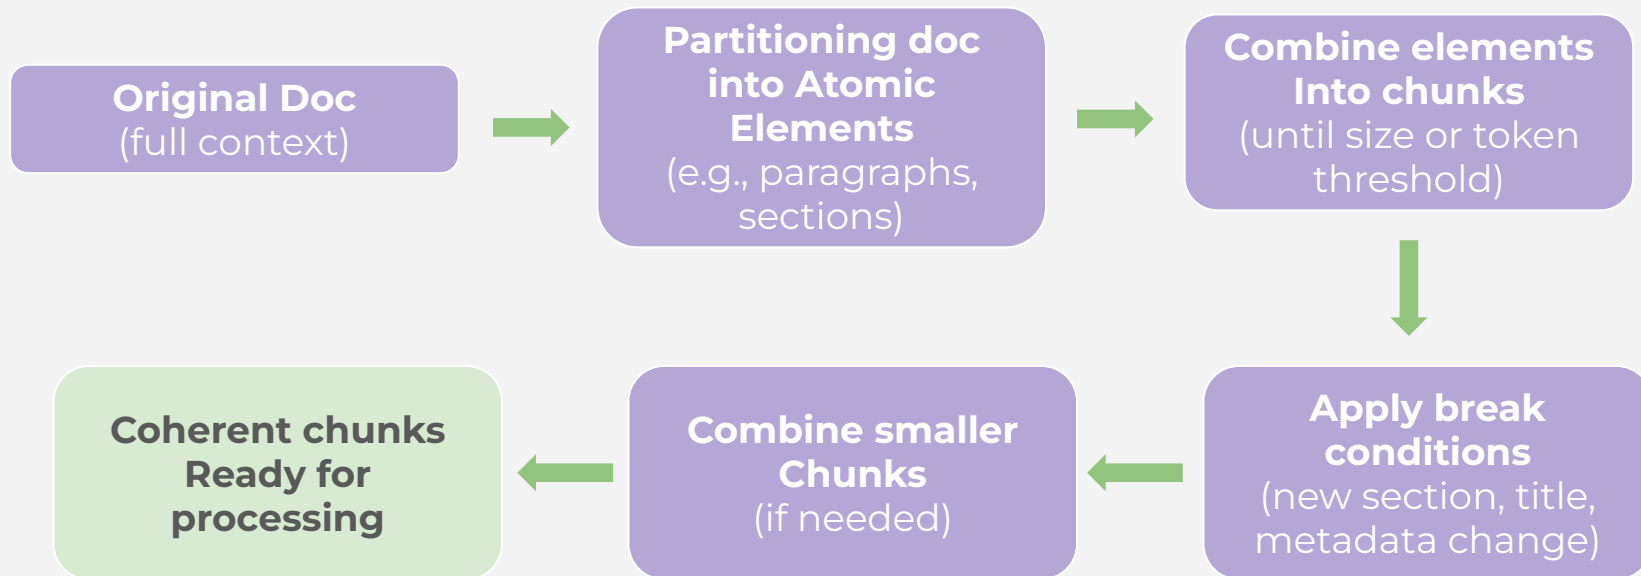 Original Doc
(full context)
Partitioning doc
into Atomic
Elements
(e.g., paragraphs,
sections)
Combine elements
Into chunks
(until size or token
threshold)
Apply break
conditions
(new section, title,
metadata change)
Combine smaller
Chunks
(if needed)
Coherent chunks
Ready for
processing